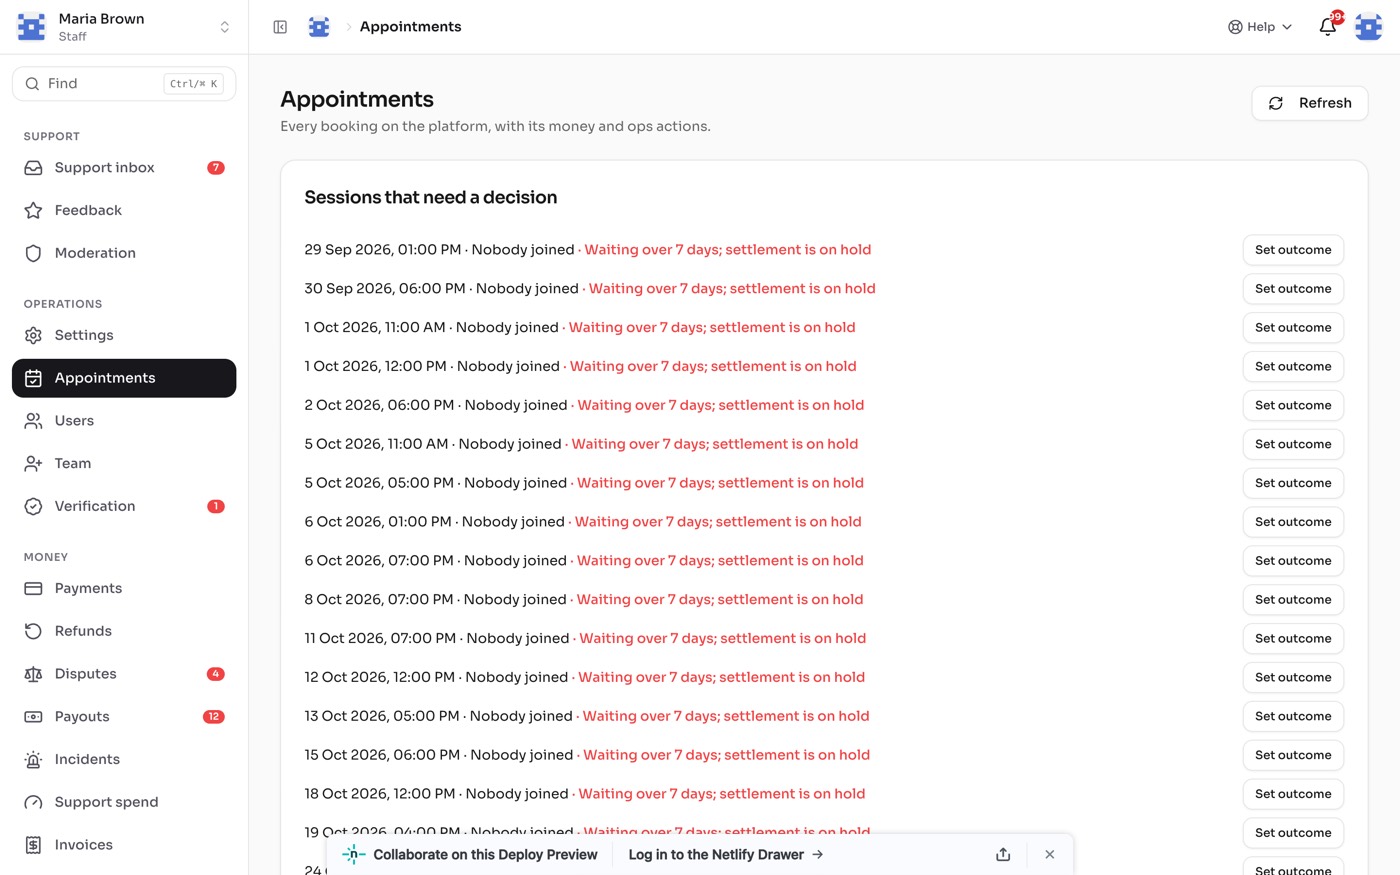 Maria Brown
Staff
Find
Ctrl/⌘ K
SUPPORT
Support inbox
7
Feedback
Moderation
OPERATIONS
Settings
Appointments
Users
Team
Verification
1
MONEY
Payments
Refunds
Disputes
4
Payouts
12
Incidents
Support spend
Invoices
Appointments
Help
99+
Appointments
Every booking on the platform, with its money and ops actions.
Refresh
Sessions that need a decision
29 Sep 2026, 01:00 PM · Nobody joined · Waiting over 7 days; settlement is on hold
Set outcome
30 Sep 2026, 06:00 PM · Nobody joined · Waiting over 7 days; settlement is on hold
Set outcome
1 Oct 2026, 11:00 AM · Nobody joined · Waiting over 7 days; settlement is on hold
Set outcome
1 Oct 2026, 12:00 PM · Nobody joined · Waiting over 7 days; settlement is on hold
Set outcome
2 Oct 2026, 06:00 PM · Nobody joined · Waiting over 7 days; settlement is on hold
Set outcome
5 Oct 2026, 11:00 AM · Nobody joined · Waiting over 7 days; settlement is on hold
Set outcome
5 Oct 2026, 05:00 PM · Nobody joined · Waiting over 7 days; settlement is on hold
Set outcome
6 Oct 2026, 01:00 PM · Nobody joined · Waiting over 7 days; settlement is on hold
Set outcome
6 Oct 2026, 07:00 PM · Nobody joined · Waiting over 7 days; settlement is on hold
Set outcome
8 Oct 2026, 07:00 PM · Nobody joined · Waiting over 7 days; settlement is on hold
Set outcome
11 Oct 2026, 07:00 PM · Nobody joined · Waiting over 7 days; settlement is on hold
Set outcome
12 Oct 2026, 12:00 PM · Nobody joined · Waiting over 7 days; settlement is on hold
Set outcome
13 Oct 2026, 05:00 PM · Nobody joined · Waiting over 7 days; settlement is on hold
Set outcome
15 Oct 2026, 06:00 PM · Nobody joined · Waiting over 7 days; settlement is on hold
Set outcome
18 Oct 2026, 12:00 PM · Nobody joined · Waiting over 7 days; settlement is on hold
Set outcome
19 Oct 2026, 04:00 PM · Nobody joined · Waiting over 7 days; settlement is on hold
Set outcome
24
Set outcome
Collaborate on this Deploy Preview
Log in to the Netlify Drawer →